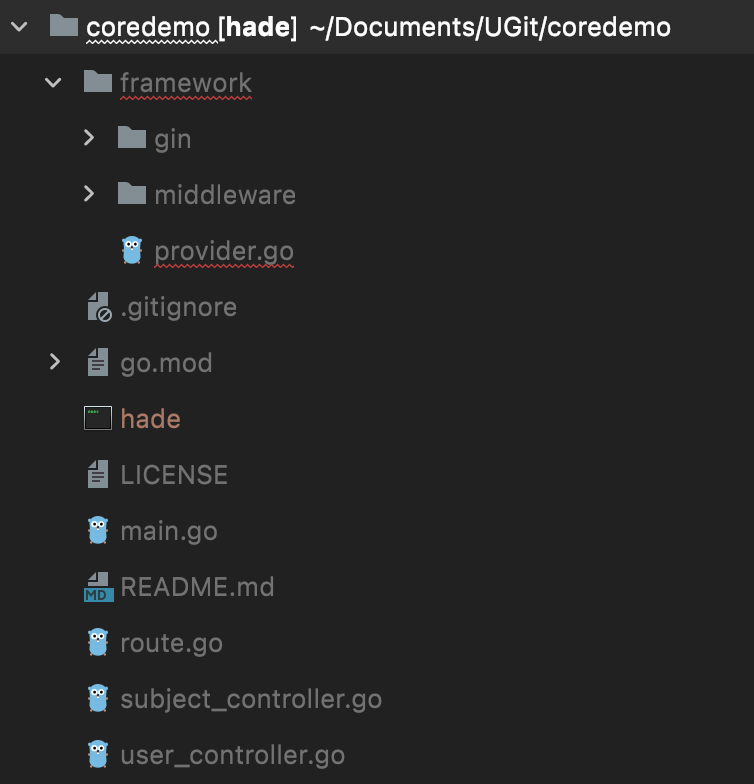 coredemo [hade] ~/Documents/UGit/coredemo
framework
gin
middleware
provider.go
.gitignore
go.mod
hade
LICENSE
main.go
MD README.md
route.go
subject_controller.go
user_controller.go